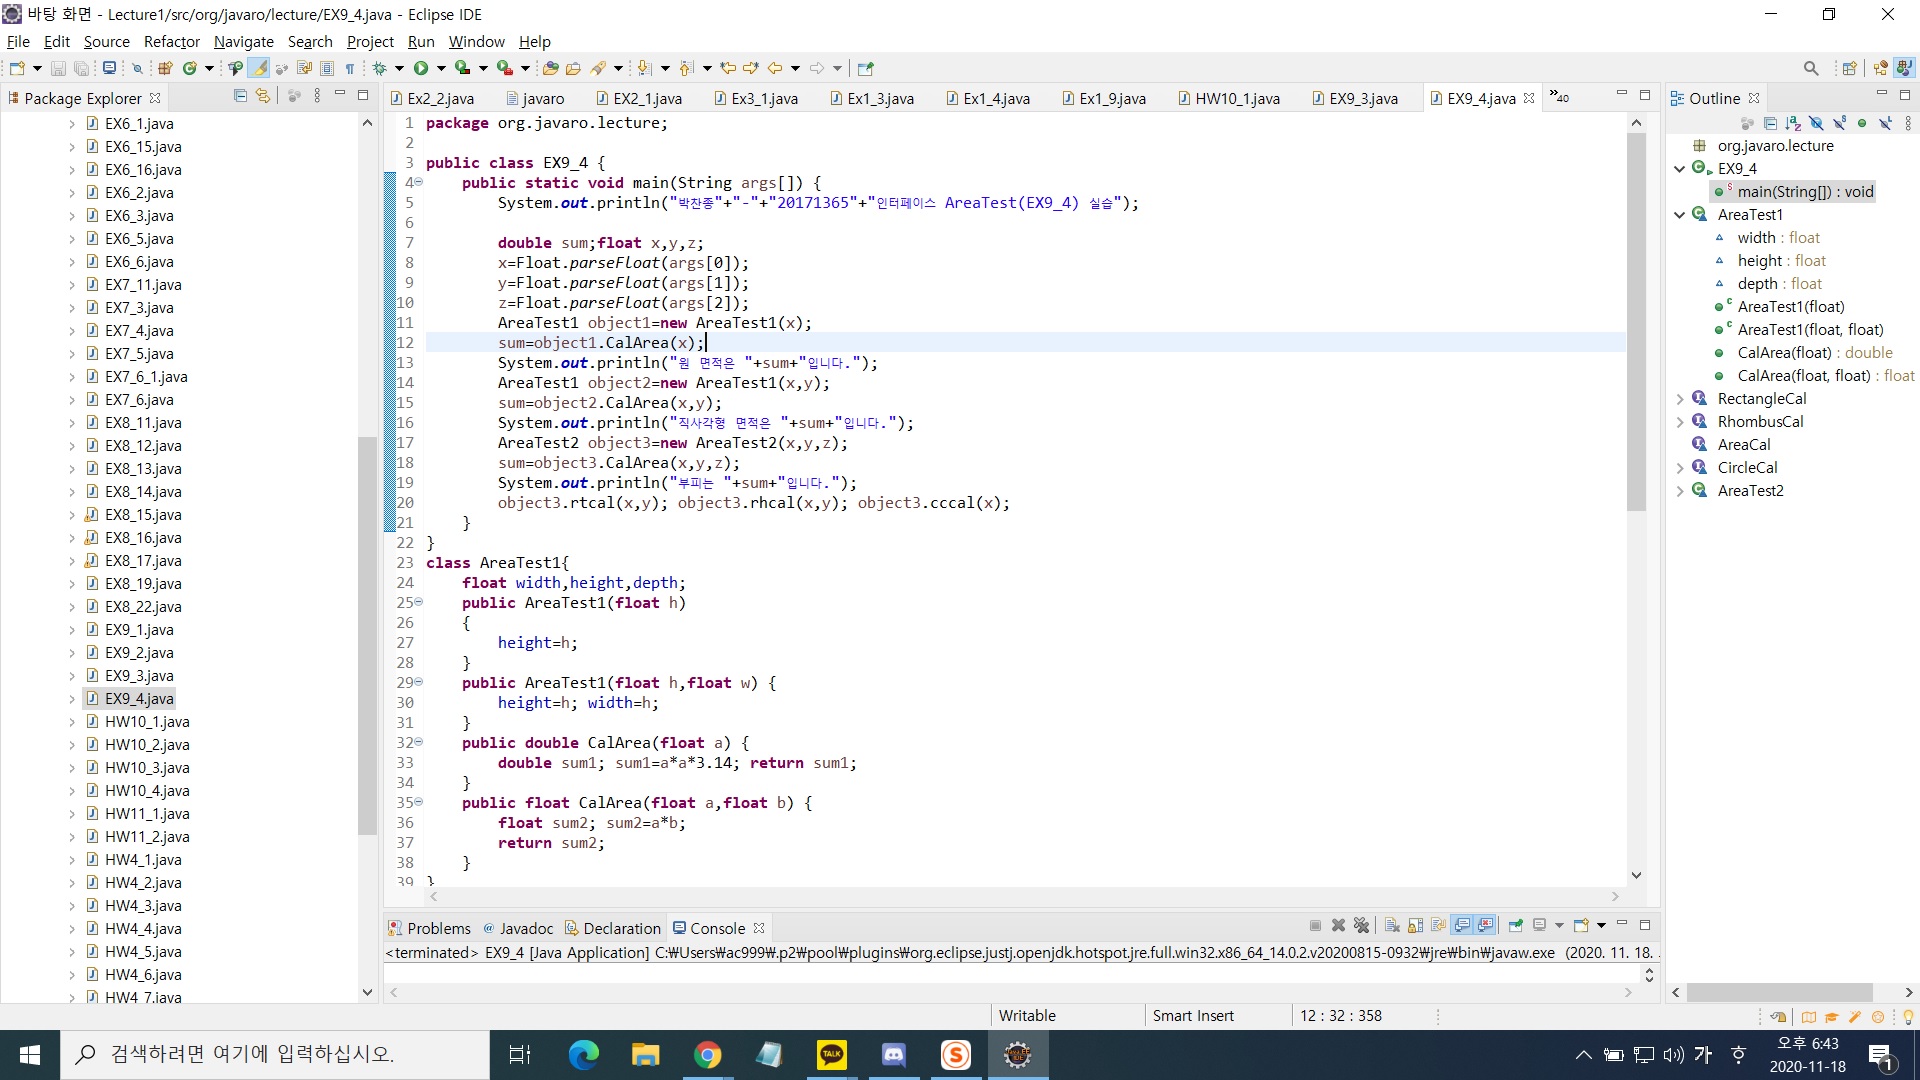 바탕 화면 - Lecture1/src/org/javaro/lecture/EX9_4.java - Eclipse IDE
File Edit Source Refactor Navigate Search Project Run Window Help
Package Explorer
EX6_1.java
EX6_15.java
EX6_16.java
EX6_2.java
EX6_3.java
EX6_5.java
EX6_6.java
EX7_11.java
EX7_3.java
EX7_4.java
EX7_5.java
EX7_6_1.java
EX7_6.java
EX8_11.java
EX8_12.java
EX8_13.java
EX8_14.java
EX8_15.java
EX8_16.java
EX8_17.java
EX8_19.java
EX8_22.java
EX9_1.java
EX9_2.java
EX9_3.java
EX9_4.java
HW10_1.java
HW10_2.java
HW10_3.java
HW10_4.java
HW11_1.java
HW11_2.java
HW4_1.java
HW4_2.java
HW4_3.java
HW4_4.java
HW4_5.java
HW4_6.java
HW4_7.java
Ex2_2.java javaro EX2_1.java Ex3_1.java Ex1_3.java Ex1_4.java Ex1_9.java HW10_1.java EX9_3.java EX9_4.java »40
1 package org.javaro.lecture;
2
3 public class EX9_4 {
4 public static void main(String args[]) {
5 System.out.println("박찬종"+"-"+"20171365"+"인터페이스 AreaTest(EX9_4) 실습");
6
7 double sum;float x,y,z;
8 x=Float.parseFloat(args[0]);
9 y=Float.parseFloat(args[1]);
10 z=Float.parseFloat(args[2]);
11 AreaTest1 object1=new AreaTest1(x);
12 sum=object1.CalArea(x);
13 System.out.println("원 면적은 "+sum+"입니다.");
14 AreaTest1 object2=new AreaTest1(x,y);
15 sum=object2.CalArea(x,y);
16 System.out.println("직사각형 면적은 "+sum+"입니다.");
17 AreaTest2 object3=new AreaTest2(x,y,z);
18 sum=object3.CalArea(x,y,z);
19 System.out.println("부피는 "+sum+"입니다.");
20 object3.rtcal(x,y); object3.rhcal(x,y); object3.cccal(x);
21 }
22 }
23 class AreaTest1{
24 float width,height,depth;
25 public AreaTest1(float h)
26 {
27 height=h;
28 }
29 public AreaTest1(float h,float w) {
30 height=h; width=h;
31 }
32 public double CalArea(float a) {
33 double sum1; sum1=a*a*3.14; return sum1;
34 }
35 public float CalArea(float a,float b) {
36 float sum2; sum2=a*b;
37 return sum2;
38 }
39 }
Outline
org.javaro.lecture
EX9_4
main(String[]) : void
AreaTest1
width : float
height : float
depth : float
AreaTest1(float)
AreaTest1(float, float)
CalArea(float) : double
CalArea(float, float) : float
RectangleCal
RhombusCal
AreaCal
CircleCal
AreaTest2
Problems @ Javadoc Declaration Console
<terminated> EX9_4 [Java Application] C:₩Users₩ac999₩.p2₩pool₩plugins₩org.eclipse.justj.openjdk.hotspot.jre.full.win32.x86_64_14.0.2.v20200815-0932₩jre₩bin₩javaw.exe (2020. 11. 18.
Writable Smart Insert 12 : 32 : 358
검색하려면 여기에 입력하십시오.
TALK
가
오후 6:43
2020-11-18
1